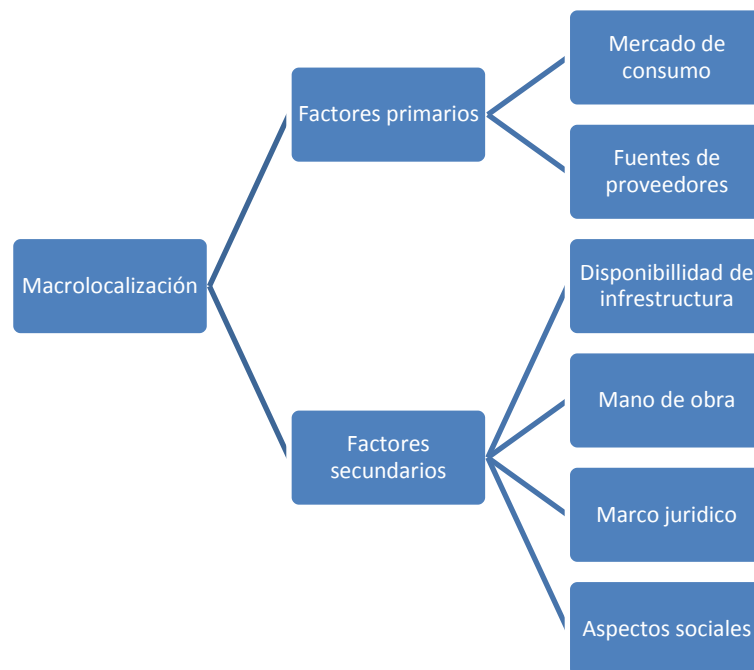 Mercado de
consumo
Factores primarios
Fuentes de
proveedores
Macrolocalización
Disponibillidad de
infrestructura
Mano de obra
Factores
secundarios
Marco juridico
Aspectos sociales